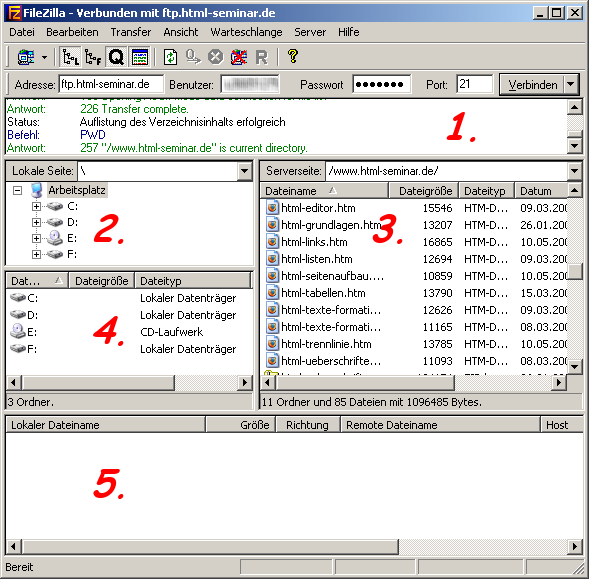 FileZilla - Verbunden mit ftp.html-seminar.de
Datei Bearbeiten Transfer Ansicht Warteschlange Server Hilfe
Adresse: ftp.html-seminar.de Benutzer: Passwort ●●●●●●● Port: 21 Verbinden
Antwort: 226 Transfer complete.
Status: Auflistung des Verzeichnisinhalts erfolgreich
Befehl: PWD
Antwort: 257 "/www.html-seminar.de" is current directory.
1.
Lokale Seite: \
Arbeitsplatz
C:
D:
E:
F:
2.
Dat... Dateigröße Dateityp
C: Lokaler Datenträger
D: Lokaler Datenträger
E: CD-Laufwerk
F: Lokaler Datenträger
4.
3 Ordner.
Serverseite: /www.html-seminar.de/
Dateiname Dateigröße Dateityp Datum
html-editor.htm 15546 HTM-D... 09.03.200
html-grundlagen.htm 13207 HTM-D... 26.01.200
html-links.htm 16865 HTM-D... 10.05.200
html-listen.htm 12694 HTM-D... 09.03.200
html-seitenaufbau.... 10859 HTM-D... 10.05.200
html-tabellen.htm 13790 HTM-D... 15.03.200
html-texte-formati... 12626 HTM-D... 09.03.200
html-texte-formati... 11165 HTM-D... 08.03.200
html-trennlinie.htm 13785 HTM-D... 10.05.200
html-ueberschrifte... 11093 HTM-D... 08.03.200
3.
11 Ordner und 85 Dateien mit 1096485 Bytes.
Lokaler Dateiname Größe Richtung Remote Dateiname Host
5.
Bereit